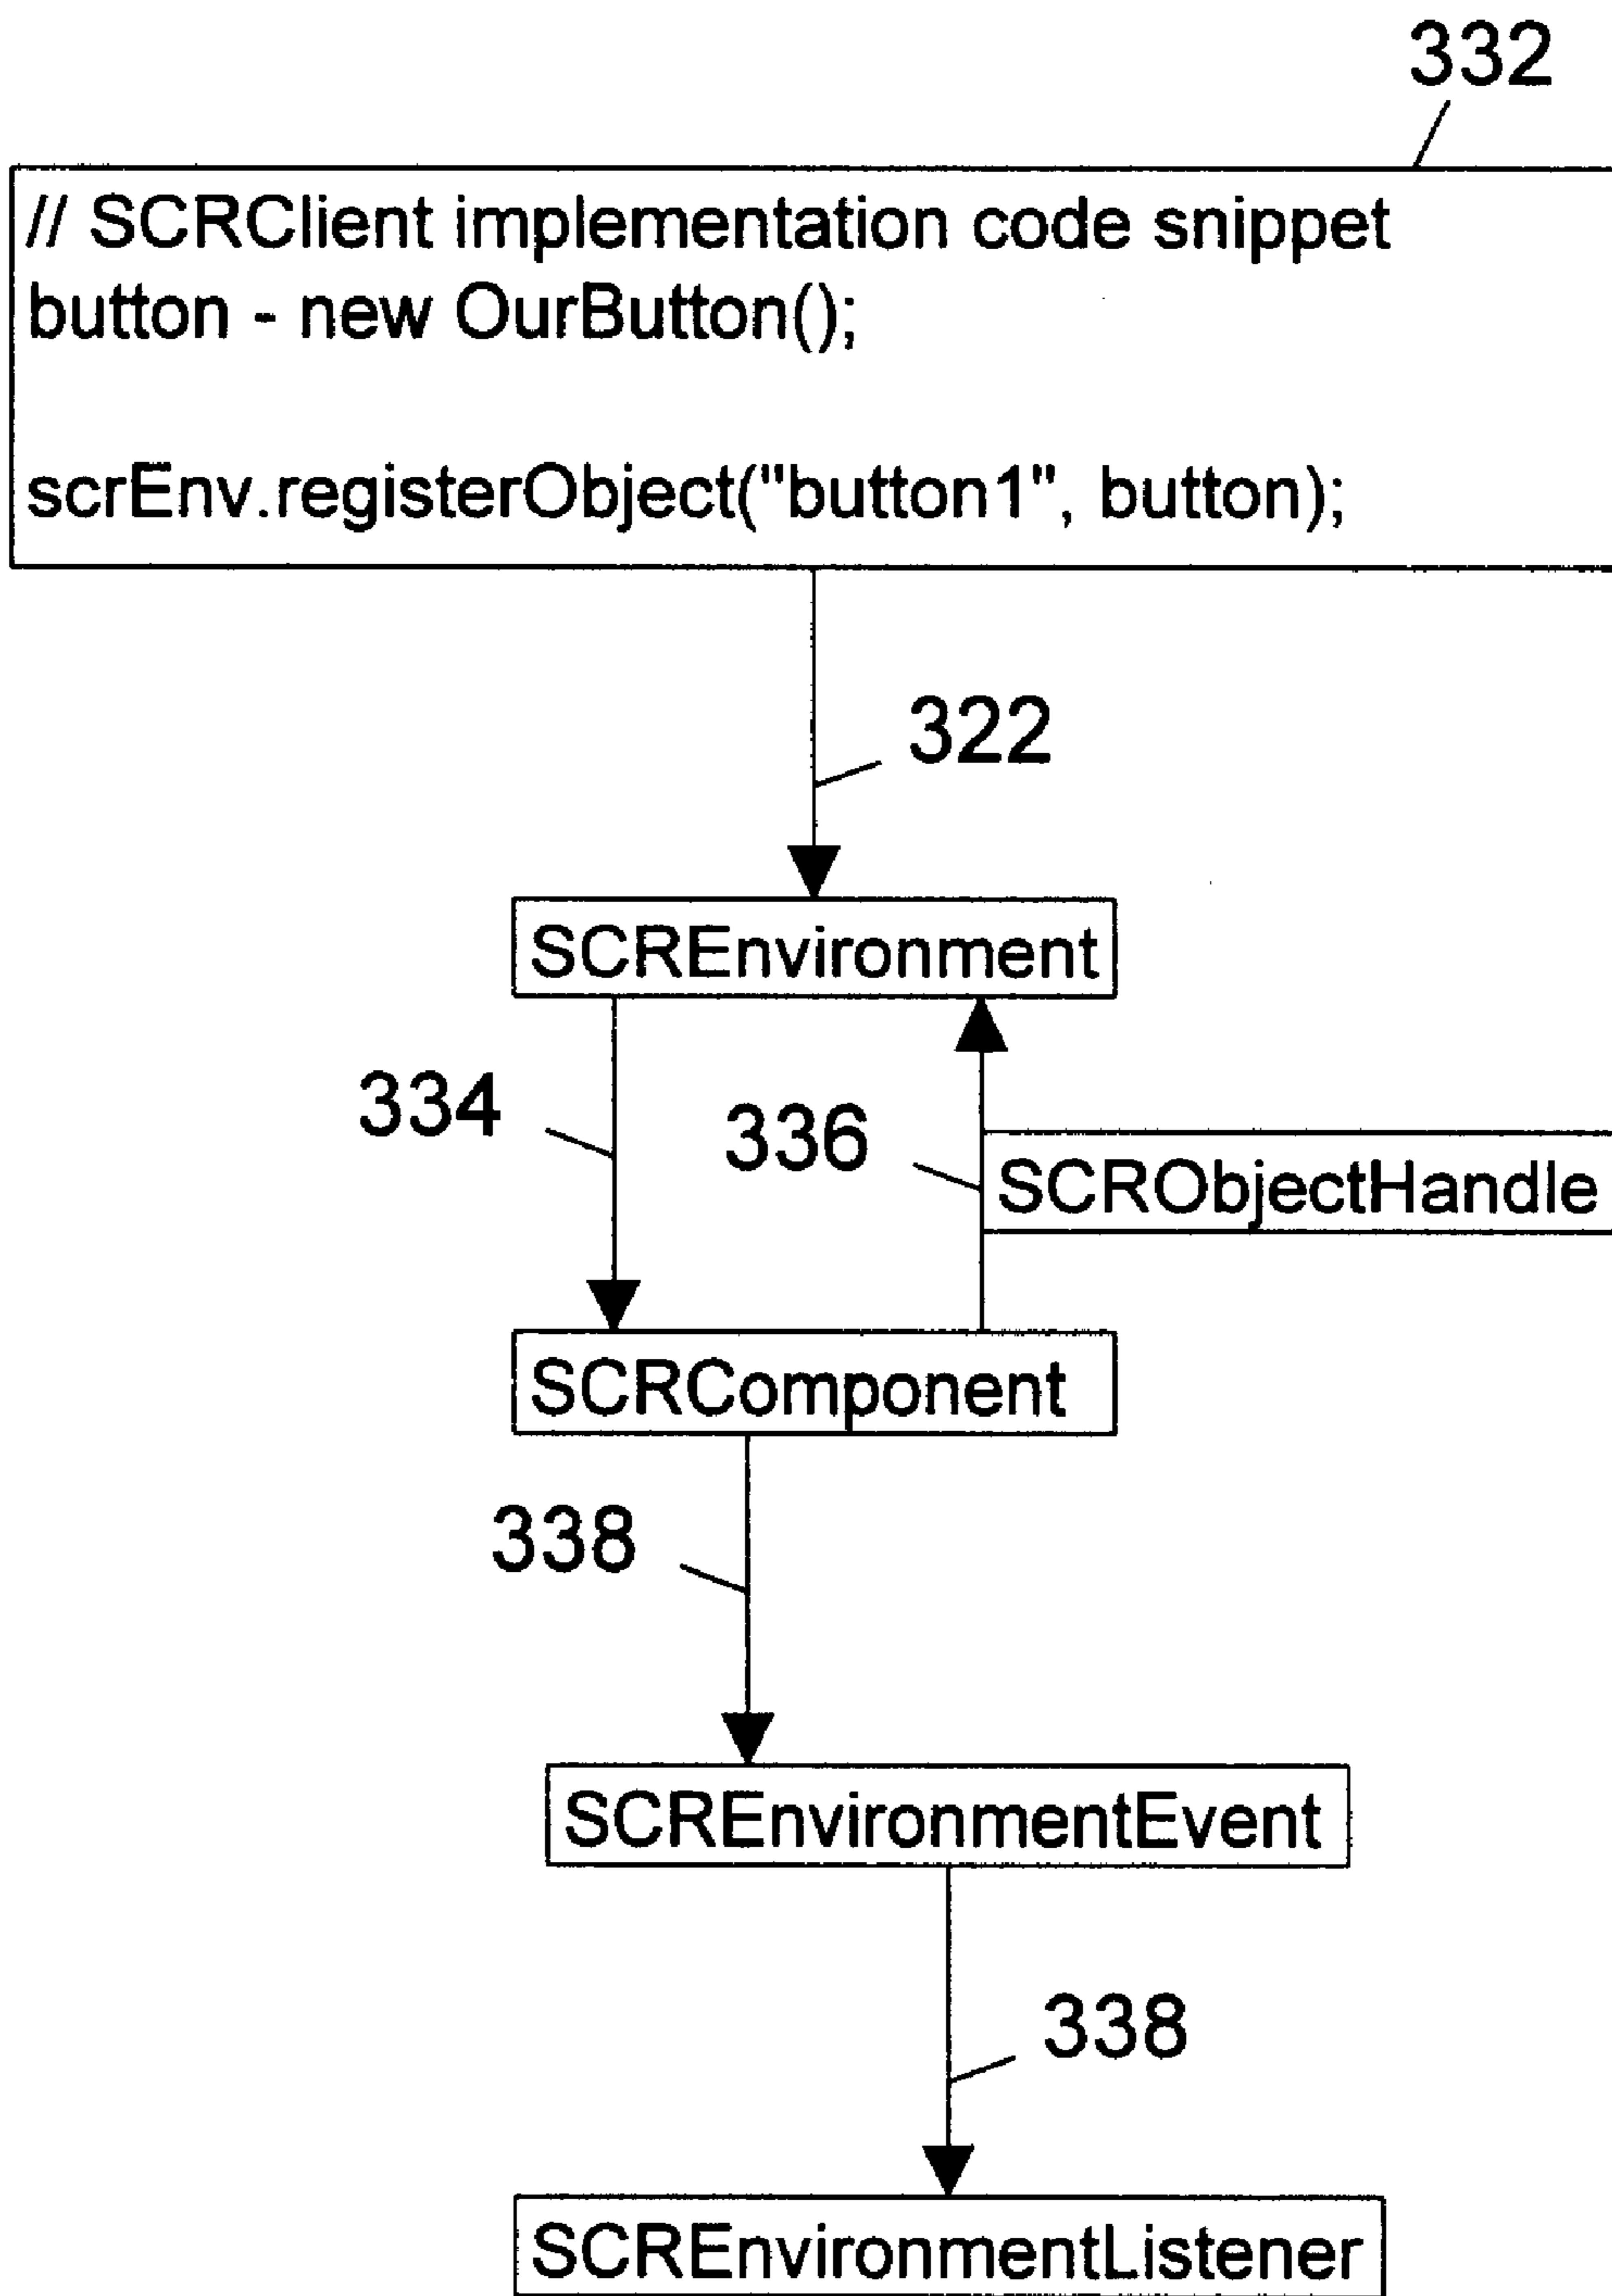 332
// SCRClient implementation code snippet
button - new OurButton();
scrEnv.registerObject("button1", button);
322
SCREnvironment
334
336
SCRObjectHandle
SCRComponent
338
SCREnvironmentEvent
338
SCREnvironmentListener